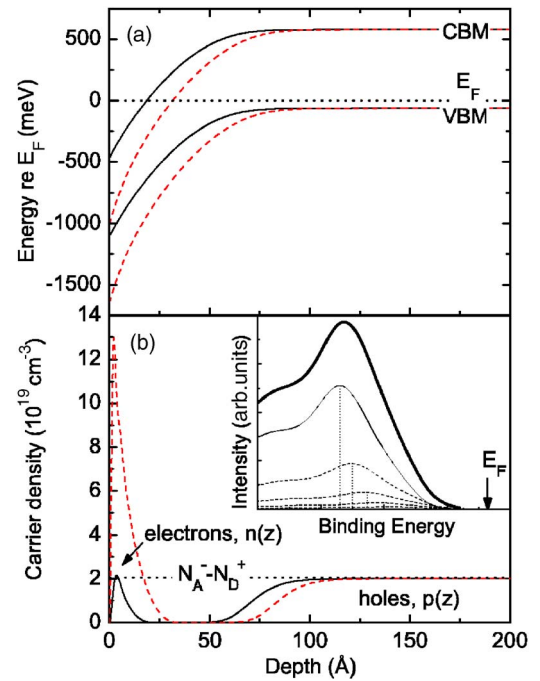 (a)
CBM
E_F
VBM
Energy re E_F (meV)
500
0
-500
-1000
-1500
(b)
Carrier density (10^19 cm^-3)
14
12
10
8
6
4
2
0
electrons, n(z)
N_A^- -N_D^+
holes, p(z)
Intensity (arb.units)
Binding Energy
E_F
0 50 100 150 200
Depth (Å)